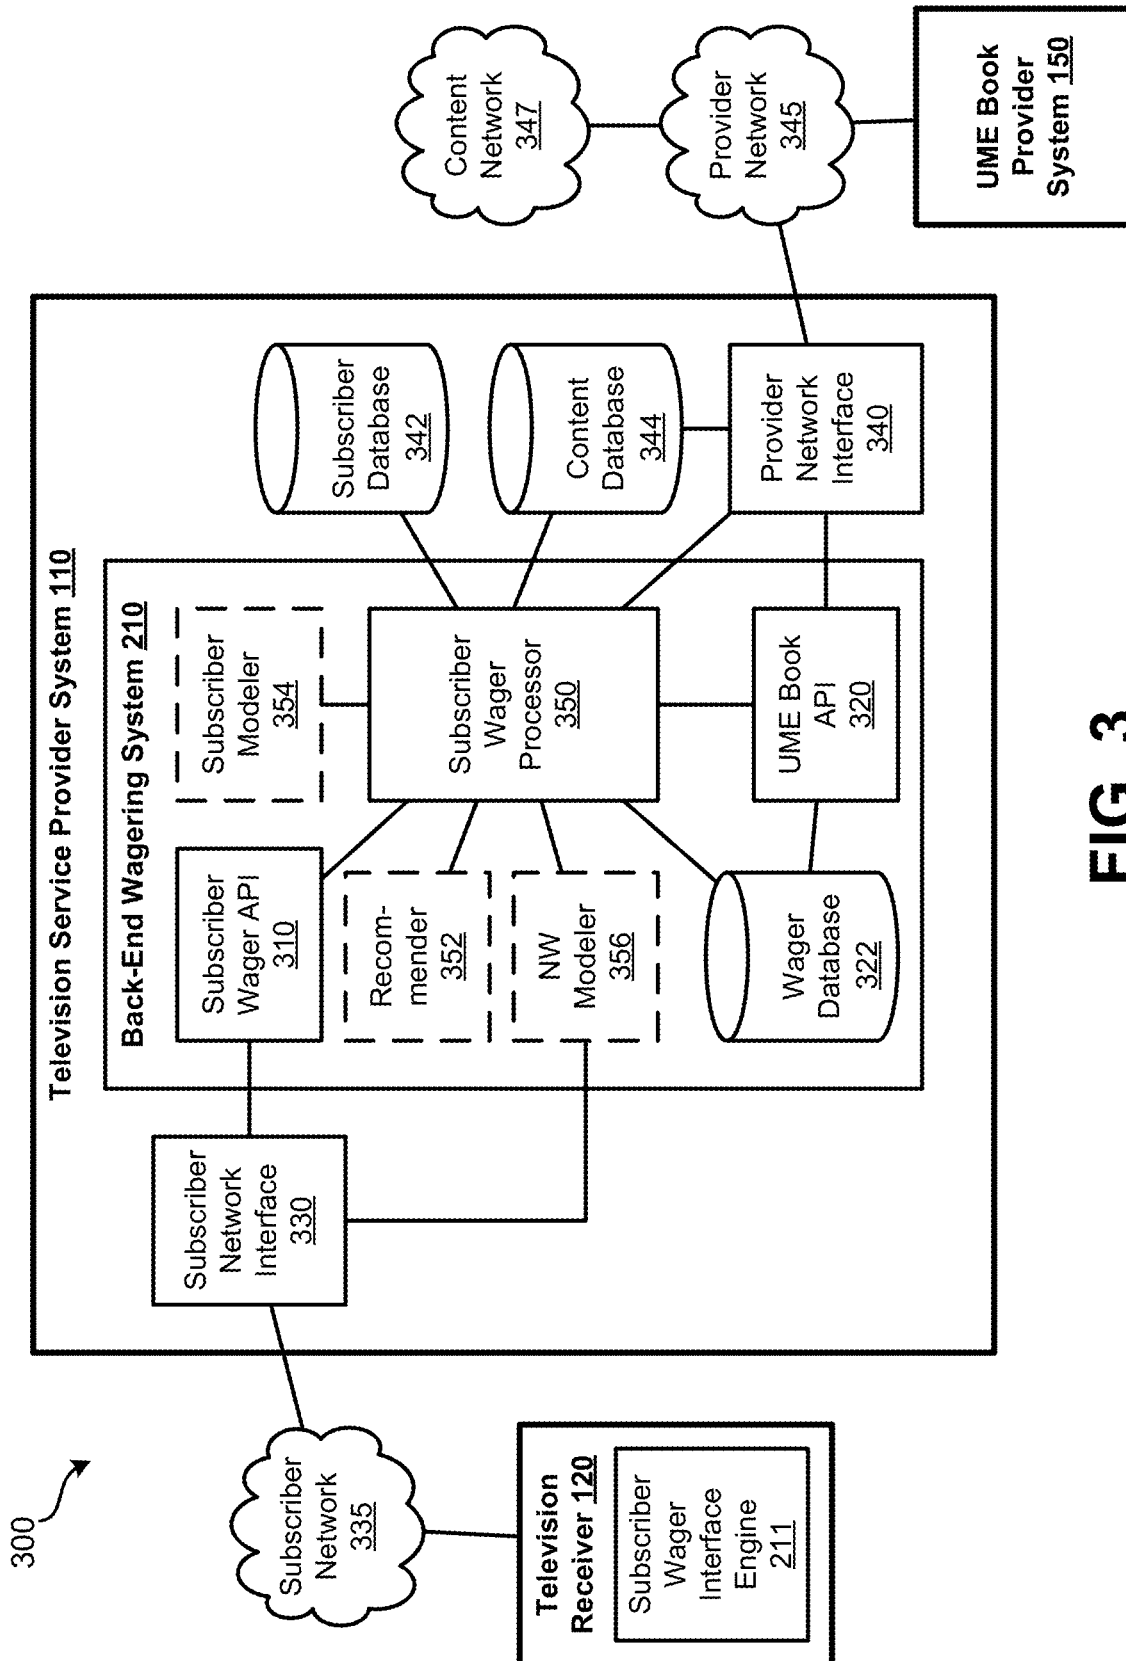 300
Television Service Provider System 110
Back-End Wagering System 210
Subscriber
Network
335
Television
Receiver 120
Subscriber
Wager
Interface
Engine
211
Subscriber
Network
Interface
330
Subscriber
Wager API
310
Recom-
mender
352
NW
Modeler
356
Wager
Database
322
Subscriber
Modeler
354
Subscriber
Wager
Processor
350
UME Book
API
320
Subscriber
Database
342
Content
Database
344
Provider
Network
Interface
340
Content
Network
347
Provider
Network
345
UME Book
Provider
System 150
FIG. 3